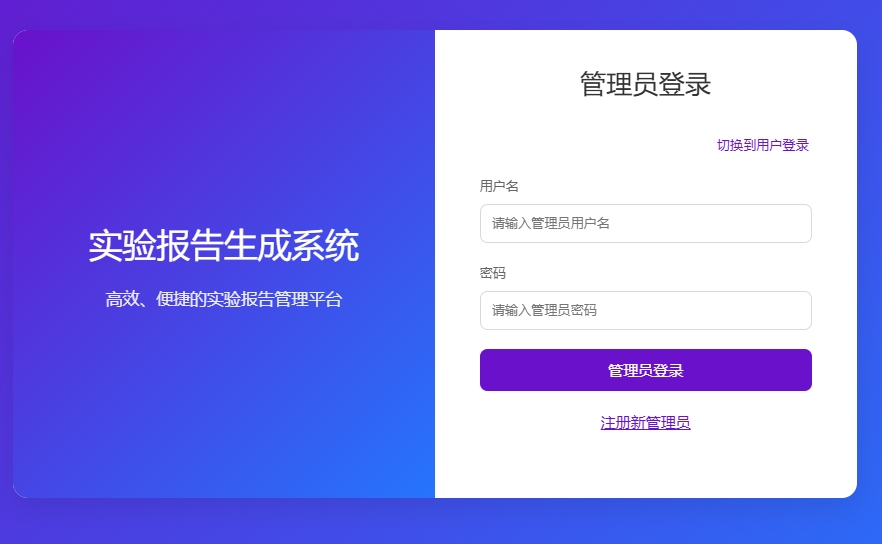 实验报告生成系统
高效、便捷的实验报告管理平台
管理员登录
切换到用户登录
用户名
请输入管理员用户名
密码
请输入管理员密码
管理员登录
注册新管理员